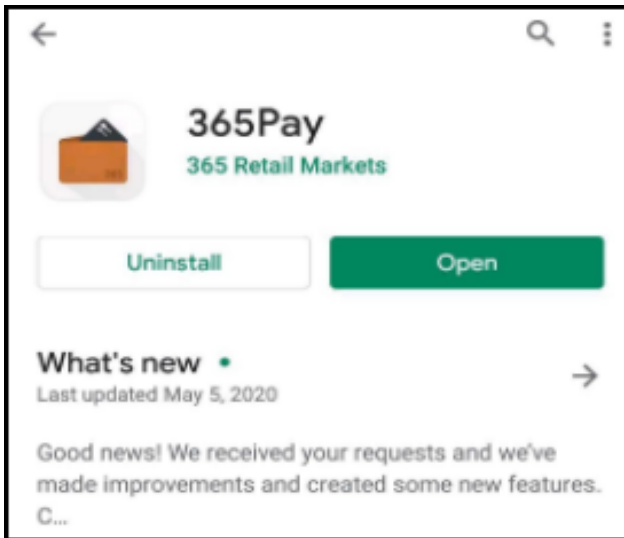 365Pay
365 Retail Markets
Uninstall
Open
What's new
Last updated May 5, 2020
Good news! We received your requests and we've
made improvements and created some new features.
C...